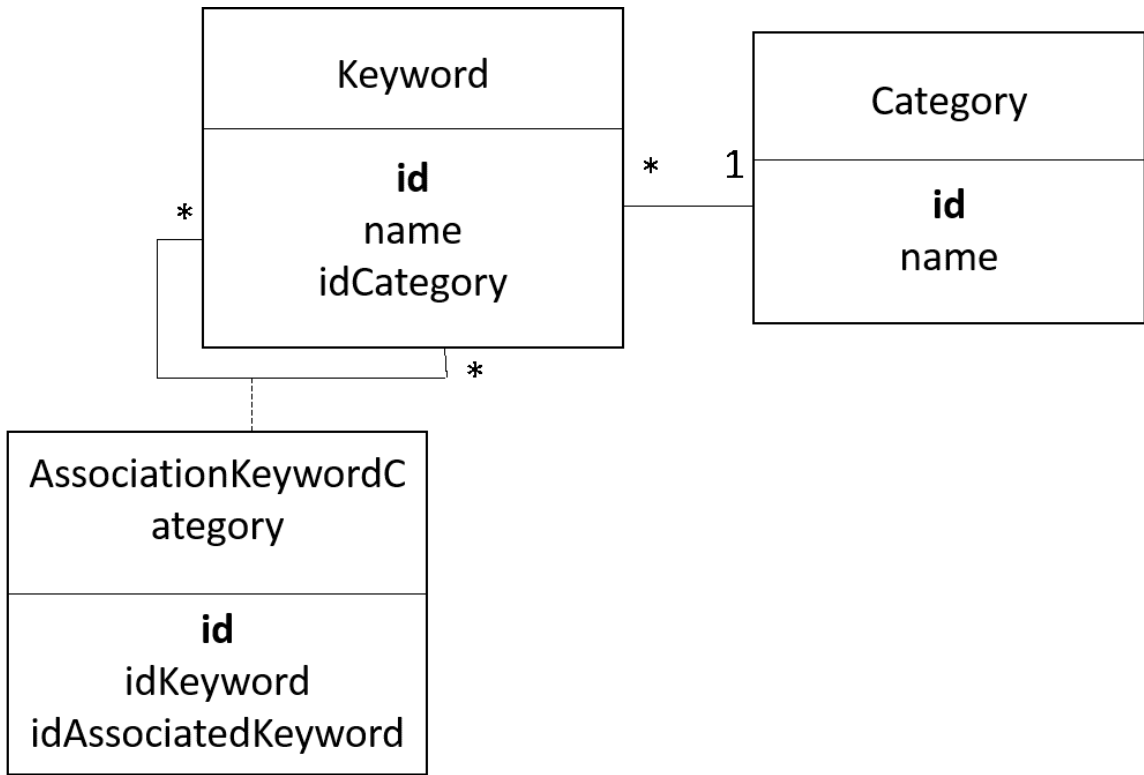 Keyword
id
name
idCategory
*
*
* 1
Category
id
name
AssociationKeywordC
ategory
id
idKeyword
idAssociatedKeyword